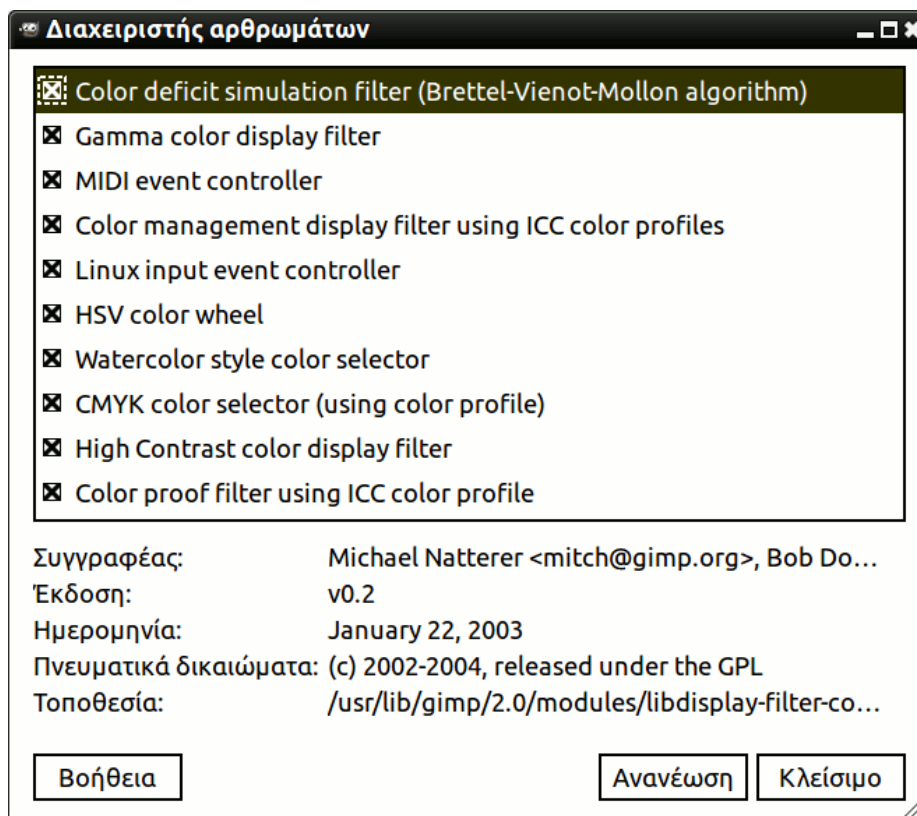 Διαχειριστής αρθρωμάτων
Color deficit simulation filter (Brettel-Vienot-Mollon algorithm)
Gamma color display filter
MIDI event controller
Color management display filter using ICC color profiles
Linux input event controller
HSV color wheel
Watercolor style color selector
CMYK color selector (using color profile)
High Contrast color display filter
Color proof filter using ICC color profile
Συγγραφέας: Michael Natterer <mitch@gimp.org>, Bob Do…
Έκδοση: v0.2
Ημερομηνία: January 22, 2003
Πνευματικά δικαιώματα: (c) 2002-2004, released under the GPL
Τοποθεσία: /usr/lib/gimp/2.0/modules/libdisplay-filter-co…
Βοήθεια Ανανέωση Κλείσιμο